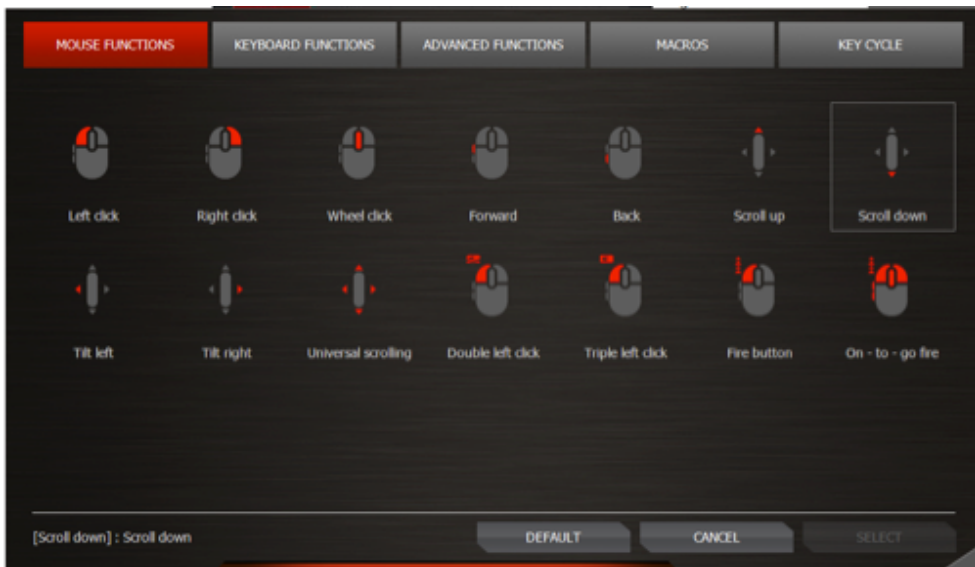 MOUSE FUNCTIONS KEYBOARD FUNCTIONS ADVANCED FUNCTIONS MACROS KEY CYCLE
Left click Right click Wheel click Forward Back Scroll up Scroll down
Tilt left Tilt right Universal scrolling Double left click Triple left click Fire button On - to - go fire
[Scroll down] : Scroll down DEFAULT CANCEL SELECT